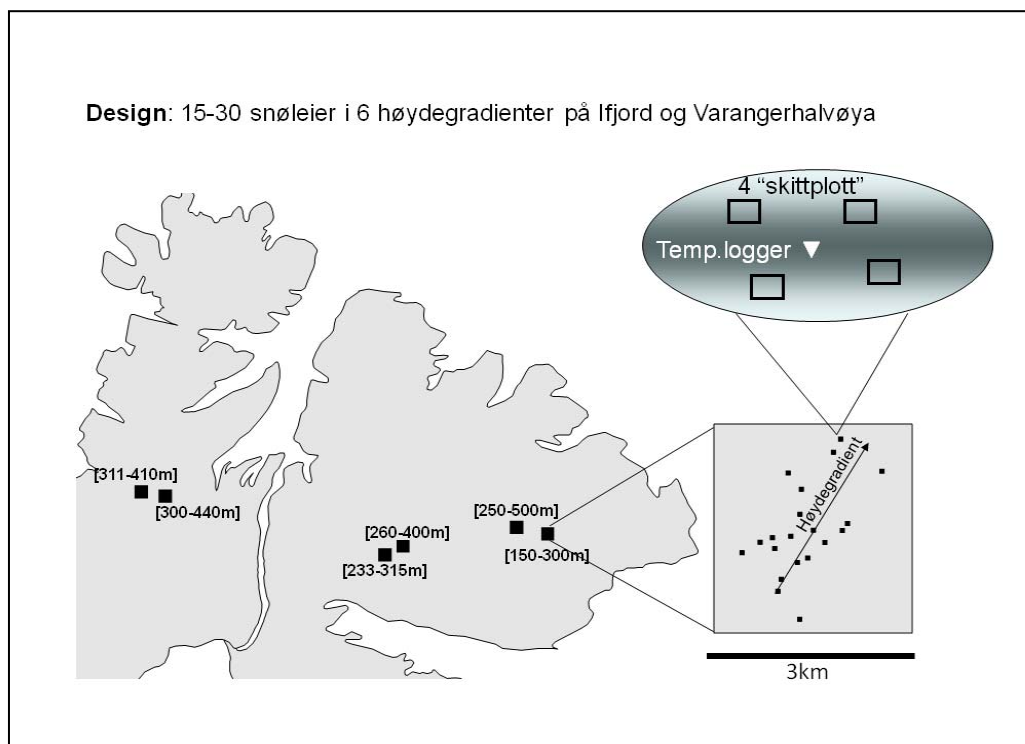 Design: 15-30 snøleier i 6 høydegradienter på Ifjord og Varangerhalvøya
4 “skittplott”
Temp.logger
[311-410m]
[300-440m]
[260-400m]
[233-315m]
[250-500m]
[150-300m]
Høydegradient
3km